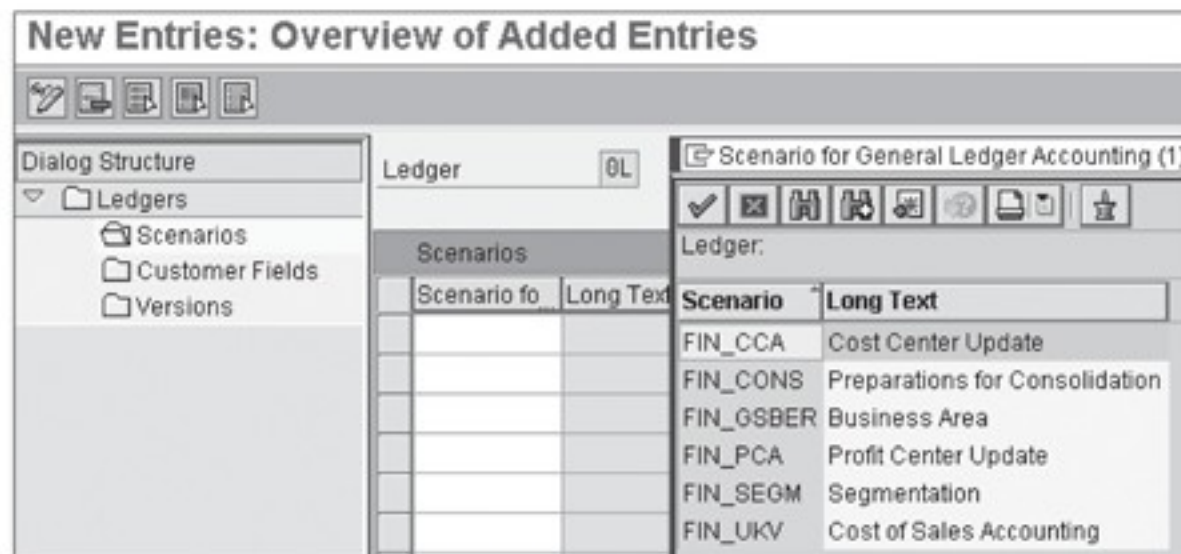 New Entries: Overview of Added Entries
Dialog Structure
Ledgers
Scenarios
Customer Fields
Versions
Ledger 0L
Scenarios
Scenario fo... Long Text
Scenario for General Ledger Accounting (1)
Ledger:
Scenario Long Text
FIN_CCA Cost Center Update
FIN_CONS Preparations for Consolidation
FIN_GSBER Business Area
FIN_PCA Profit Center Update
FIN_SEGM Segmentation
FIN_UKV Cost of Sales Accounting